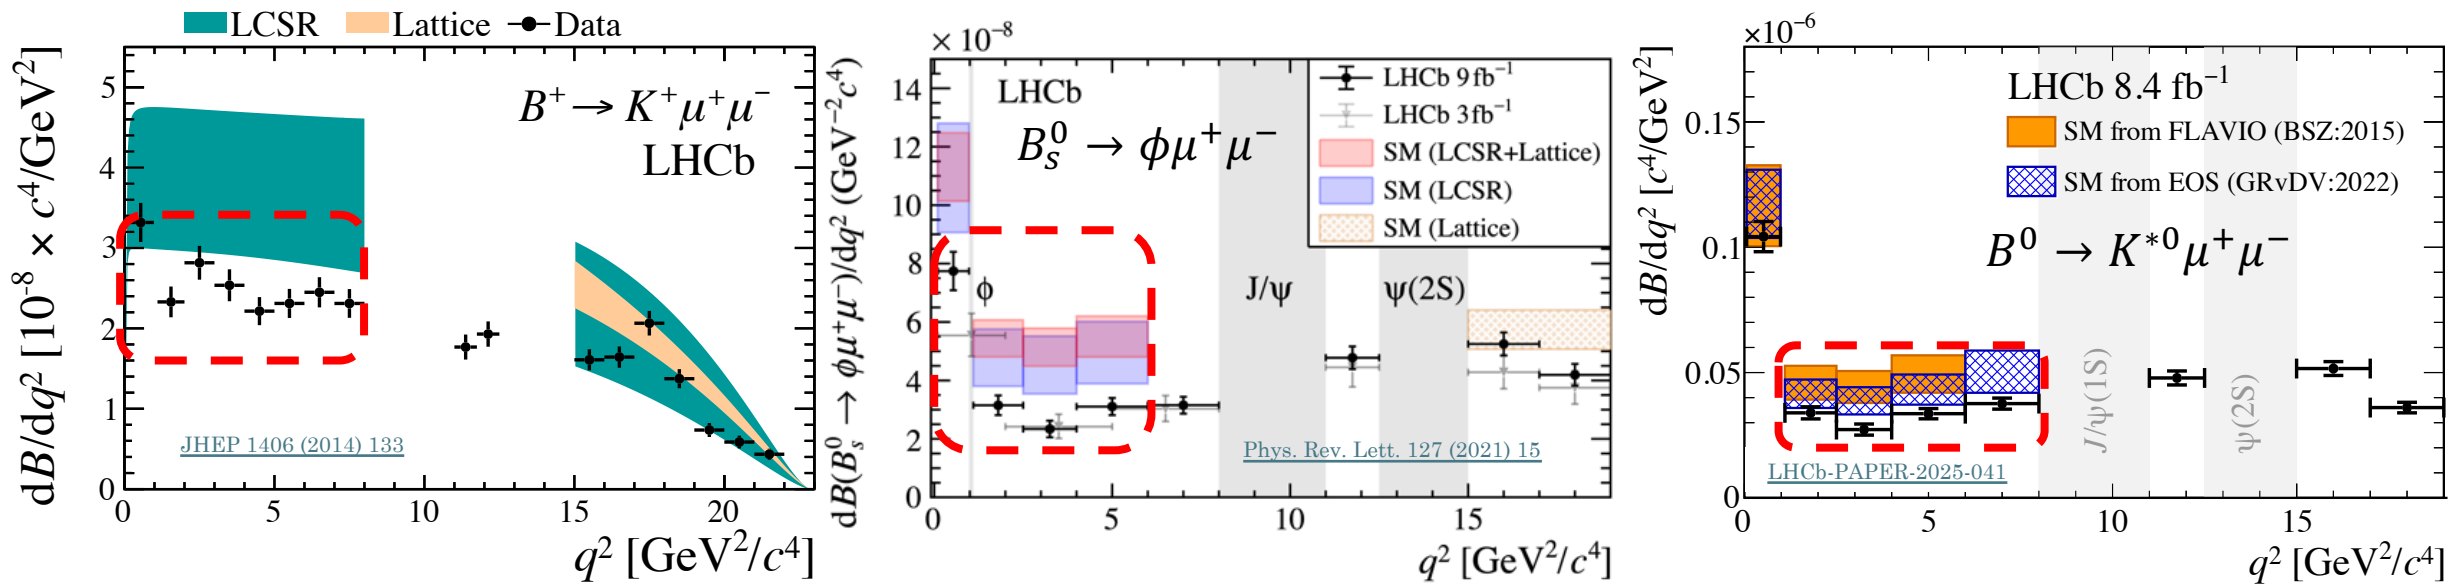 LCSR Lattice Data
B⁺ → K⁺μ⁺μ⁻
LHCb
dB/dq² [10⁻⁸ × c⁴/GeV²]
5
4
3
2
1
0
JHEP 1406 (2014) 133
0 5 10 15 20
q² [GeV²/c⁴]
× 10⁻⁸
dB(B⁰ₛ → ϕμ⁺μ⁻)/dq² (GeV⁻²c⁴)
14
12
10
8
6
4
2
0
LHCb
B⁰ₛ → ϕμ⁺μ⁻
LHCb 9 fb⁻¹
LHCb 3 fb⁻¹
SM (LCSR+Lattice)
SM (LCSR)
SM (Lattice)
ϕ
J/ψ
ψ(2S)
Phys. Rev. Lett. 127 (2021) 15
0 5 10 15
q² [GeV²/c⁴]
×10⁻⁶
dB/dq² [c⁴/GeV²]
0.15
0.1
0.05
0
LHCb 8.4 fb⁻¹
SM from FLAVIO (BSZ:2015)
SM from EOS (GRvDV:2022)
B⁰ → K*⁰μ⁺μ⁻
J/ψ(1S)
ψ(2S)
LHCb-PAPER-2025-041
0 5 10 15
q² [GeV²/c⁴]